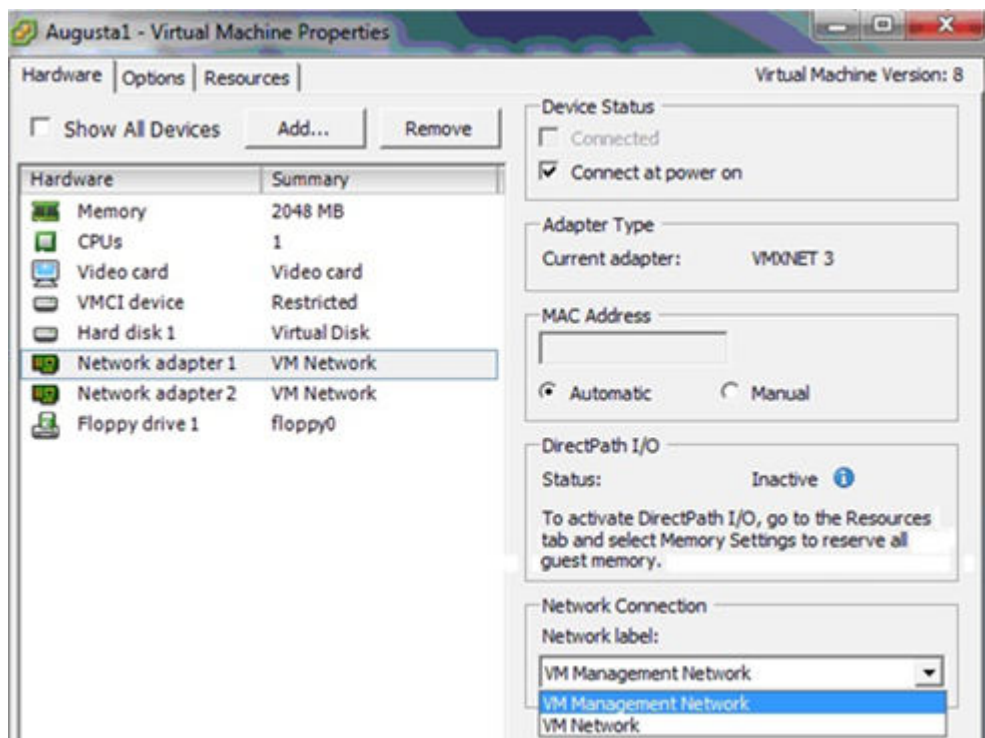 Augusta1 - Virtual Machine Properties
Hardware Options Resources
Virtual Machine Version: 8
Show All Devices
Add...
Remove
Hardware Summary
Memory 2048 MB
CPUs 1
Video card Video card
VMCI device Restricted
Hard disk 1 Virtual Disk
Network adapter 1 VM Network
Network adapter 2 VM Network
Floppy drive 1 floppy0
Device Status
Connected
Connect at power on
Adapter Type
Current adapter: VMXNET 3
MAC Address
Automatic Manual
DirectPath I/O
Status: Inactive
To activate DirectPath I/O, go to the Resources
tab and select Memory Settings to reserve all
guest memory.
Network Connection
Network label:
VM Management Network
VM Management Network
VM Network